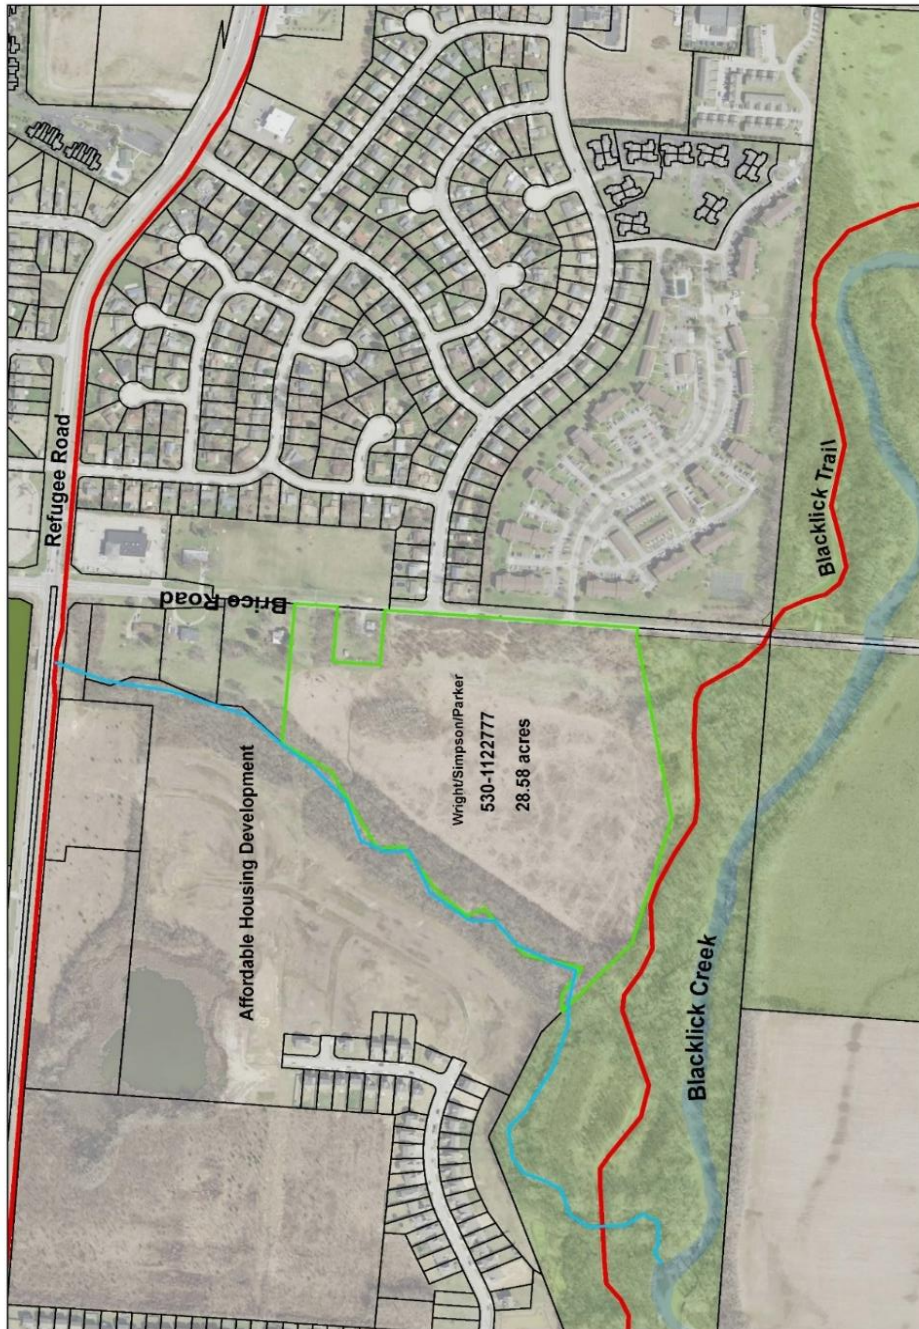 Refugee Road
Brice Road
Affordable Housing Development
Wright/Simpson/Parker
530-1122777
28.58 acres
Blacklick Trail
Blacklick Creek